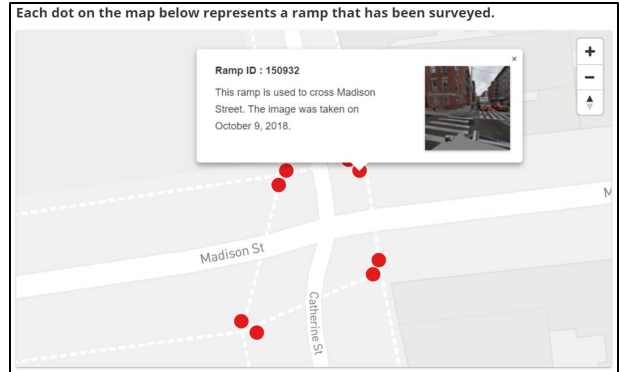 Each dot on the map below represents a ramp that has been surveyed.
Ramp ID : 150932
×
This ramp is used to cross Madison
Street. The image was taken on
October 9, 2018.
+
−
Madison St
Catherine St
M